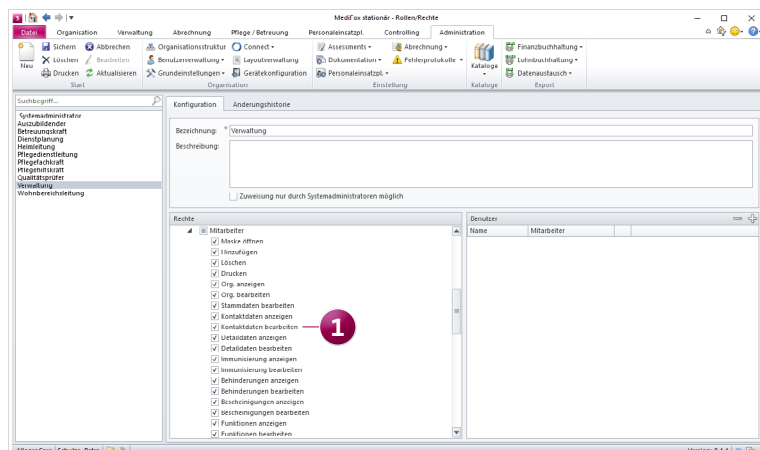 MediFox stationär - Rollen/Rechte
Datei Organisation Verwaltung Abrechnung Pflege / Betreuung Personaleinsatzpl. Controlling Administration
Neu
Sichern Abbrechen
Löschen Bearbeiten
Drucken Aktualisieren
Start
Organisationsstruktur Connect
Benutzerverwaltung Layoutverwaltung
Grundeinstellungen Gerätekonfiguration
Organisation
Assessments Abrechnung
Dokumentation Fehlerprotokolle
Personaleinsatzpl.
Einstellung
Kataloge
Kataloge
Finanzbuchhaltung
Lohnbuchhaltung
Datenaustausch
Export
Suchbegriff...
Systemadministrator
Auszubildender
Betreuungskraft
Dienstplanung
Heimleitung
Pflegedienstleitung
Pflegefachkraft
Pflegehilfskraft
Qualitätsprüfer
Verwaltung
Wohnbereichsleitung
Konfiguration Änderungshistorie
Bezeichnung: * Verwaltung
Beschreibung:
Zuweisung nur durch Systemadministratoren möglich
Rechte
Mitarbeiter
Maske öffnen
Hinzufügen
Löschen
Drucken
Org. anzeigen
Org. bearbeiten
Stammdaten bearbeiten
Kontaktdaten anzeigen
Kontaktdaten bearbeiten
1
Detaildaten anzeigen
Detaildaten bearbeiten
Immunisierung anzeigen
Immunisierung bearbeiten
Behinderungen anzeigen
Behinderungen bearbeiten
Bescheinigungen anzeigen
Bescheinigungen bearbeiten
Funktionen anzeigen
Funktionen bearbeiten
Benutzer
Name Mitarbeiter